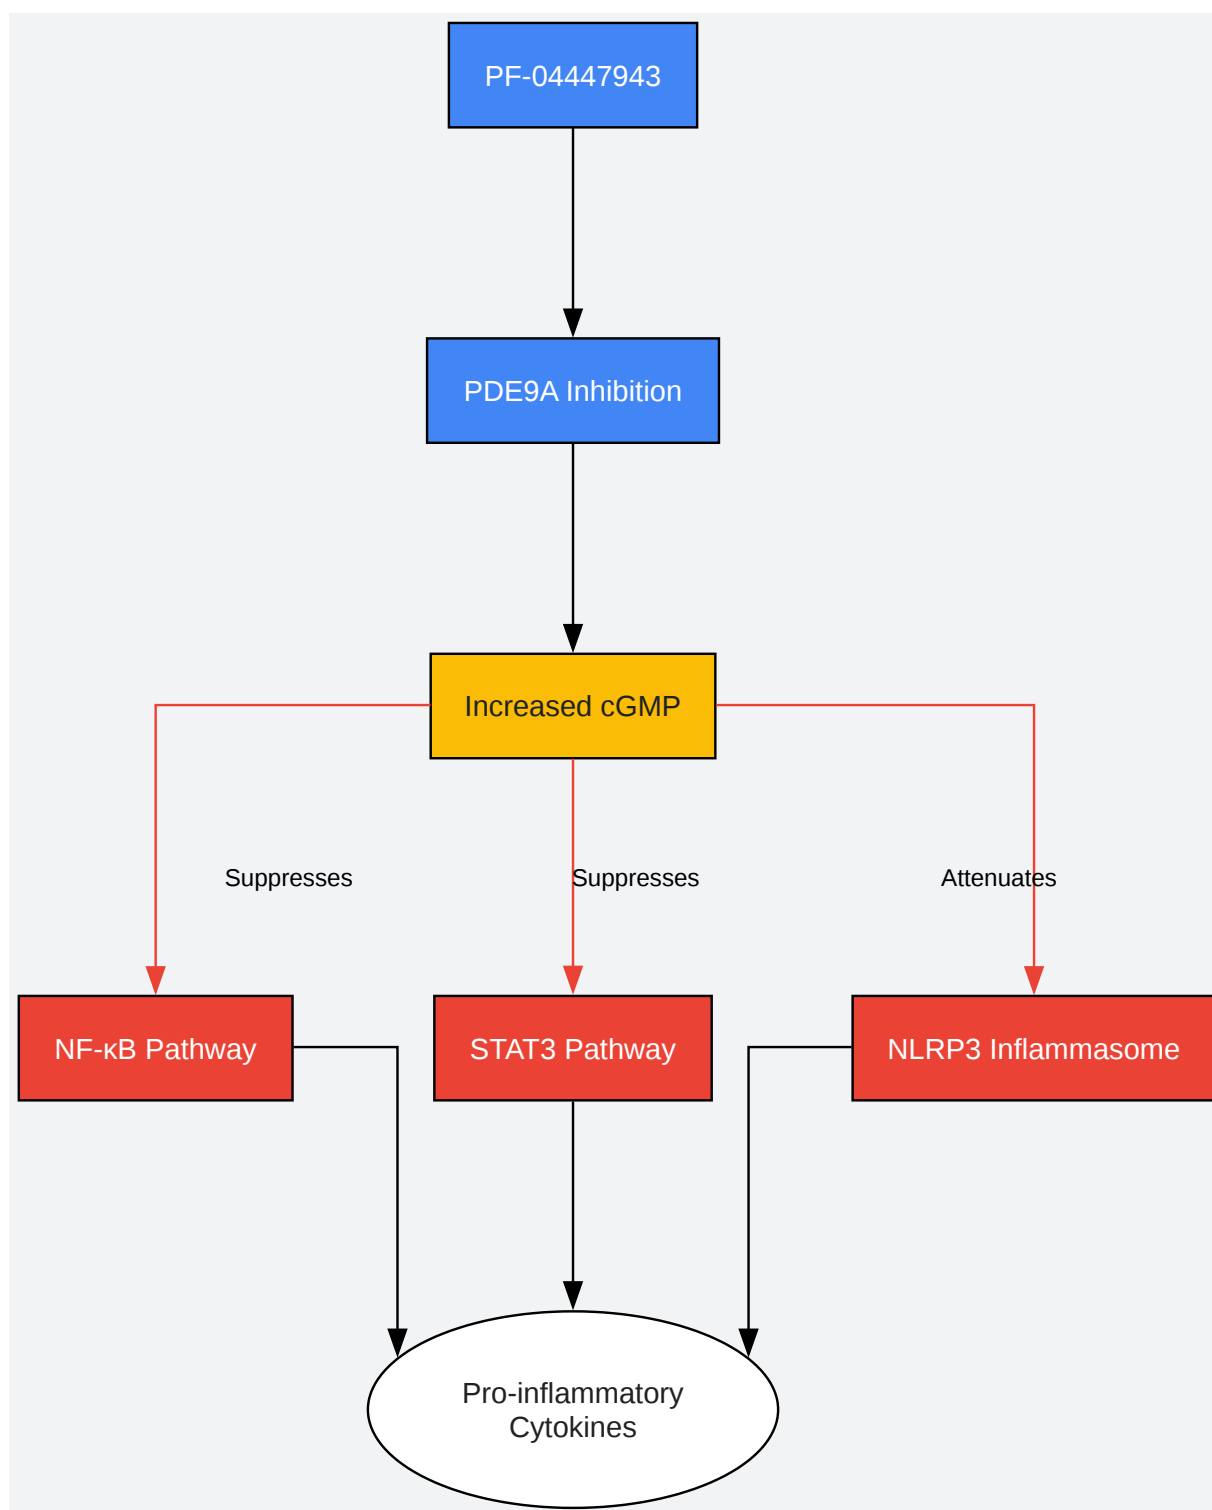 PF-04447943
PDE9A Inhibition
Increased cGMP
Suppresses
Suppresses
Attenuates
NF-κB Pathway
STAT3 Pathway
NLRP3 Inflammasome
Pro-inflammatory
Cytokines